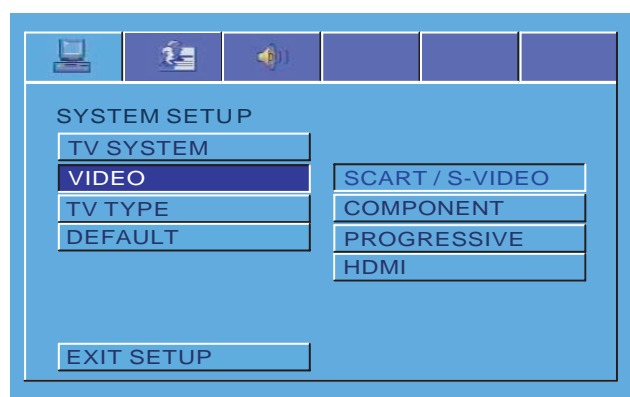 SYSTEM SETUP
TV SYSTEM
VIDEO
TV TYPE
DEFAULT
SCART / S-VIDEO
COMPONENT
PROGRESSIVE
HDMI
EXIT SETUP